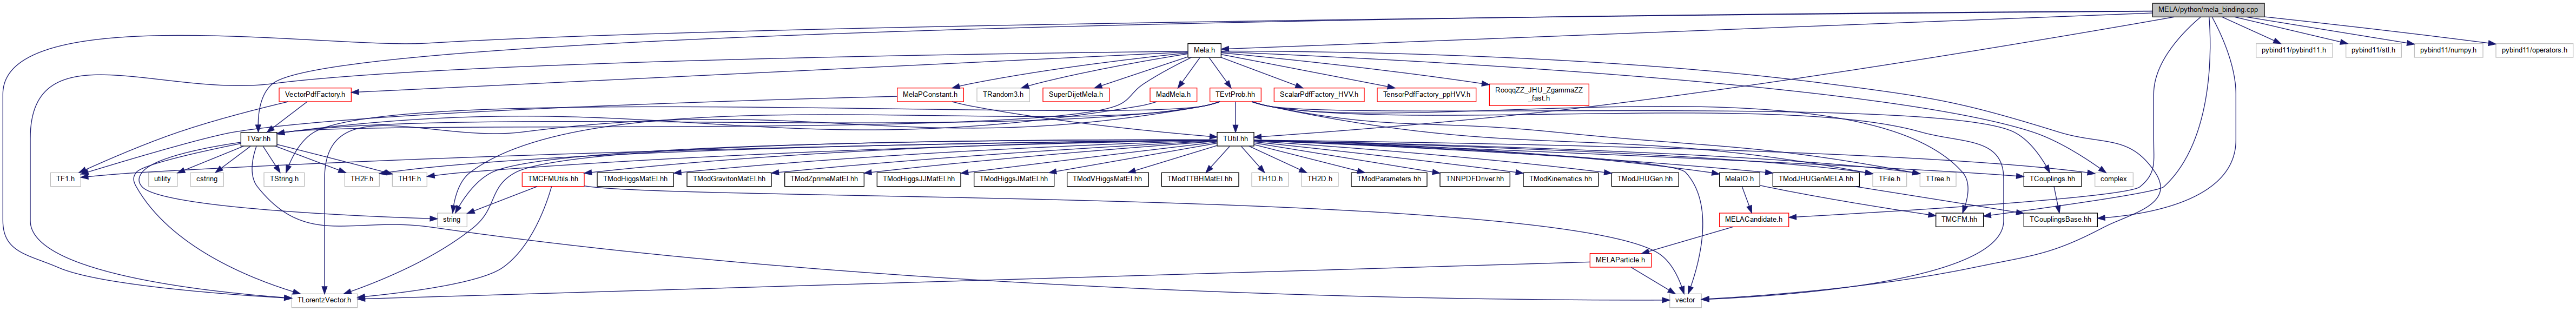 MELA/python/mela_binding.cpp
Mela.h
pybind11/pybind11.h
pybind11/stl.h
pybind11/numpy.h
pybind11/operators.h
VectorPdfFactory.h
MelaPConstant.h
TRandom3.h
SuperDijetMela.h
MadMela.h
TEvtProb.hh
ScalarPdfFactory_HVV.h
TensorPdfFactory_ppHVV.h
RooqqZZ_JHU_ZgammaZZ
_fast.h
TVar.hh
TUtil.hh
TF1.h
utility
cstring
TString.h
TH2F.h
TH1F.h
TMCFMUtils.hh
TModHiggsMatEl.hh
TModGravitonMatEl.hh
TModZprimeMatEl.hh
TModHiggsJJMatEl.hh
TModHiggsJMatEl.hh
TModVHiggsMatEl.hh
TModTTBHMatEl.hh
TH1D.h
TH2D.h
TModParameters.hh
TNNPDFDriver.hh
TModKinematics.hh
TModJHUGen.hh
MelaIO.h
TModJHUGenMELA.hh
TFile.h
TTree.h
TCouplings.hh
complex
string
MELACandidate.h
TMCFM.hh
TCouplingsBase.hh
MELAParticle.h
TLorentzVector.h
vector